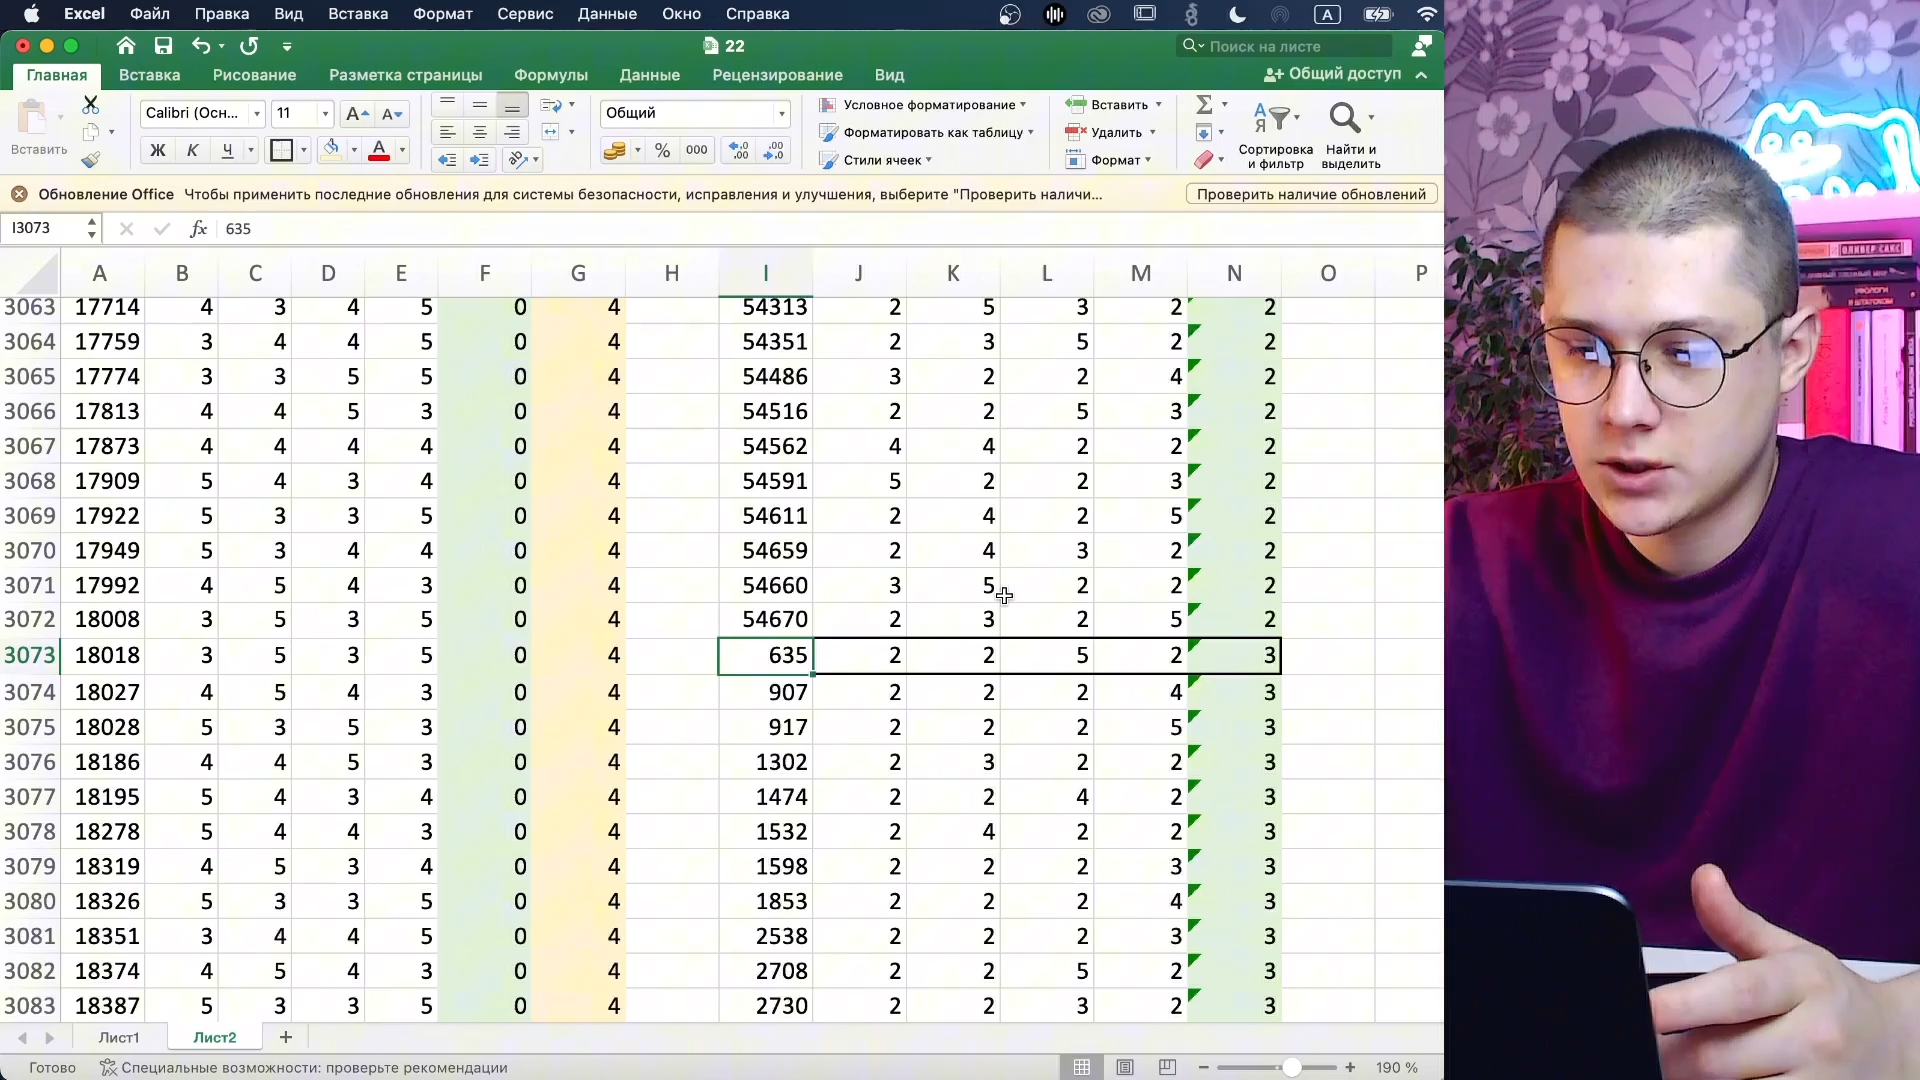 Excel Файл Правка Вид Вставка Формат Сервис Данные Окно Справка A
22
Поиск на листе
Главная Вставка Рисование Разметка страницы Формулы Данные Рецензирование Вид Общий доступ
Вставить
Calibri (Осн... 11
Ж К Ч А
Общий
% 000
Условное форматирование
Форматировать как таблицу
Стили ячеек
Вставить
Удалить
Формат
Сортировка и фильтр
Найти и выделить
Обновление Office Чтобы применить последние обновления для системы безопасности, исправления и улучшения, выберите "Проверить наличи... Проверить наличие обновлений
I3073 fx 635
A B C D E F G H I J K L M N O P
3063 17714 4 3 4 5 0 4 54313 2 5 3 2 2
3064 17759 3 4 4 5 0 4 54351 2 3 5 2 2
3065 17774 3 3 5 5 0 4 54486 3 2 2 4 2
3066 17813 4 4 5 3 0 4 54516 2 2 5 3 2
3067 17873 4 4 4 4 0 4 54562 4 4 2 2 2
3068 17909 5 4 3 4 0 4 54591 5 2 2 3 2
3069 17922 5 3 3 5 0 4 54611 2 4 2 5 2
3070 17949 5 3 4 4 0 4 54659 2 4 3 2 2
3071 17992 4 5 4 3 0 4 54660 3 5 2 2 2
3072 18008 3 5 3 5 0 4 54670 2 3 2 5 2
3073 18018 3 5 3 5 0 4 635 2 2 5 2 3
3074 18027 4 5 4 3 0 4 907 2 2 2 4 3
3075 18028 5 3 5 3 0 4 917 2 2 2 5 3
3076 18186 4 4 5 3 0 4 1302 2 3 2 2 3
3077 18195 5 4 3 4 0 4 1474 2 2 4 2 3
3078 18278 5 4 4 3 0 4 1532 2 4 2 2 3
3079 18319 4 5 3 4 0 4 1598 2 2 2 3 3
3080 18326 5 3 3 5 0 4 1853 2 2 2 4 3
3081 18351 3 4 4 5 0 4 2538 2 2 2 3 3
3082 18374 4 5 4 3 0 4 2708 2 2 5 2 3
3083 18387 5 3 3 5 0 4 2730 2 2 3 2 3
Лист1 Лист2
Готово Специальные возможности: проверьте рекомендации 190 %
ОЛИВЕР САКС